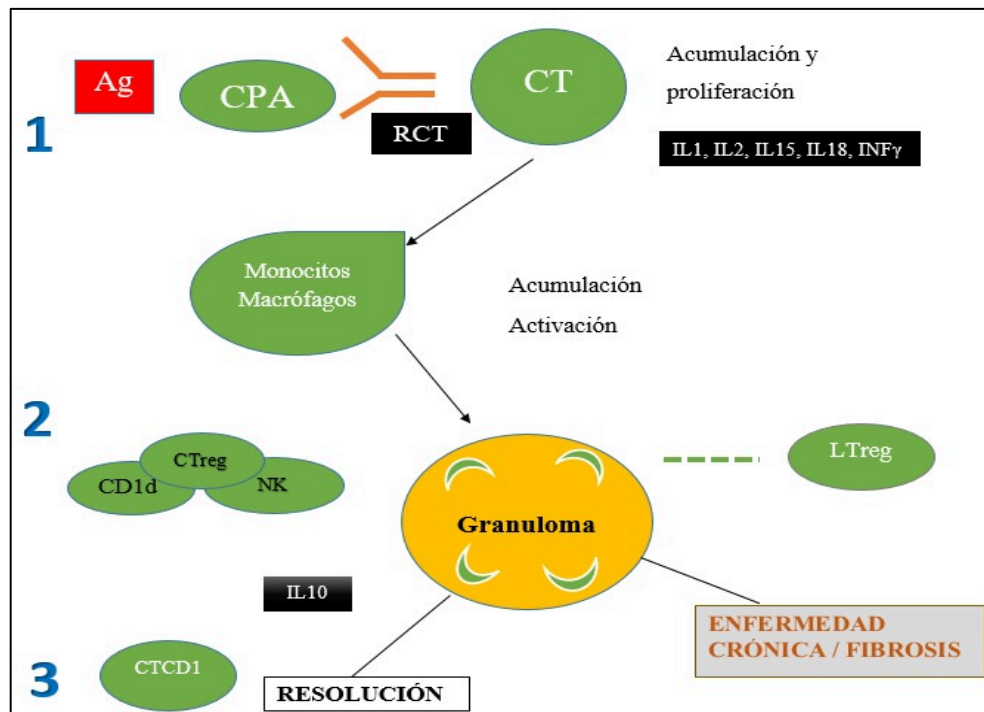 1
Ag
CPA
RCT
CT
Acumulación y
proliferación
IL1, IL2, IL15, IL18, INFγ
Monocitos
Macrófagos
Acumulación
Activación
2
CTreg
CD1d
NK
Granuloma
LTreg
IL10
ENFERMEDAD
CRÓNICA / FIBROSIS
3
CTCD1
RESOLUCIÓN